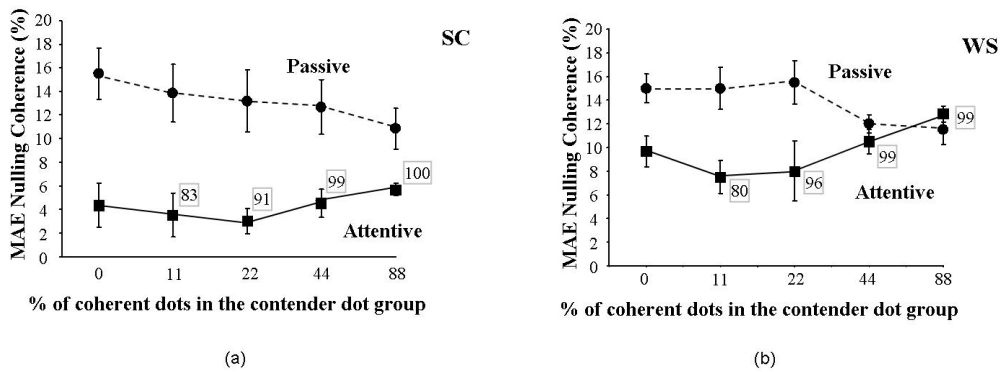 SC
MAE Nulling Coherence (%)
20
18
16
14
12
10
8
6
4
2
0
Passive
83
91
99
100
Attentive
0 11 22 44 88
% of coherent dots in the contender dot group
(a)
WS
MAE Nulling Coherence (%)
20
18
16
14
12
10
8
6
4
2
0
Passive
80
96
99
99
Attentive
0 11 22 44 88
% of coherent dots in the contender dot group
(b)